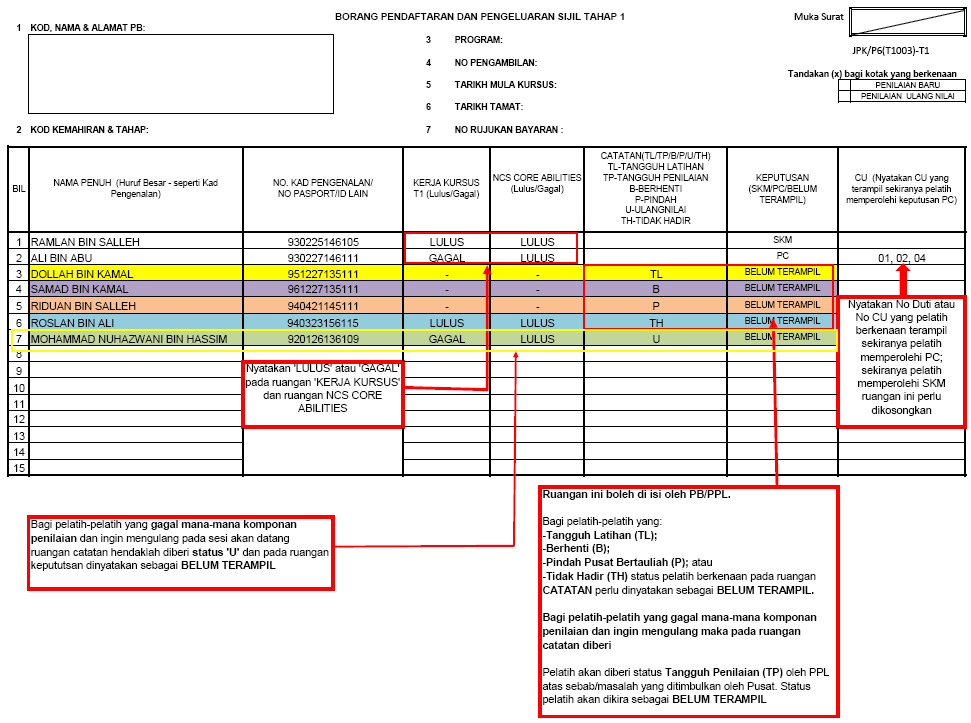 BORANG PENDAFTARAN DAN PENGELUARAN SIJIL TAHAP 1
Muka Surat
JPK/P6(T1003)-T1
1 KOD, NAMA & ALAMAT PB:
2 KOD KEMAHIRAN & TAHAP:
3 PROGRAM:
4 NO PENGAMBILAN:
5 TARIKH MULA KURSUS:
6 TARIKH TAMAT:
7 NO RUJUKAN BAYARAN :
Tandakan (x) bagi kotak yang berkenaan
PENILAIAN BARU
PENILAIAN ULANG NILAI
BIL
NAMA PENUH (Huruf Besar - seperti Kad
Pengenalan)
NO. KAD PENGENALAN/
NO PASPORT/ID LAIN
KERJA KURSUS
T1 (Lulus/Gagal)
NCS CORE ABILITIES
(Lulus/Gagal)
CATATAN(TL/TP/B/P/U/TH)
TL-TANGGUH LATIHAN
TP-TANGGUH PENILAIAN
B-BERHENTI
P-PINDAH
U-ULANGNILAI
TH-TIDAK HADIR
KEPUTUSAN
(SKM/PC/BELUM
TERAMPIL)
CU (Nyatakan CU yang
terampil sekiranya pelatih
memperolehi keputusan PC)
1 RAMLAN BIN SALLEH 930225146105 LULUS LULUS SKM
2 ALI BIN ABU 930227146111 GAGAL LULUS PC 01, 02, 04
3 DOLLAH BIN KAMAL 951227135111 - - TL BELUM TERAMPIL
4 SAMAD BIN KAMAL 961227135111 - - B BELUM TERAMPIL
5 RIDUAN BIN SALLEH 940421145111 - - P BELUM TERAMPIL
6 ROSLAN BIN ALI 940323156115 LULUS LULUS TH BELUM TERAMPIL
7 MOHAMMAD NUHAZWANI BIN HASSIM 920126136109 GAGAL LULUS U BELUM TERAMPIL
8
9
10
11
12
13
14
15
Nyatakan 'LULUS' atau 'GAGAL'
pada ruangan 'KERJA KURSUS'
dan ruangan NCS CORE
ABILITIES
Nyatakan No Duti atau
No CU yang pelatih
berkenaan terampil
sekiranya pelatih
memperolehi PC;
sekiranya pelatih
memperolehi SKM
ruangan ini perlu
dikosongkan
Bagi pelatih-pelatih yang gagal mana-mana komponan
penilaian dan ingin mengulang pada sesi akan datang
ruangan catatan hendaklah diberi status 'U' dan pada ruangan
kepututsan dinyatakan sebagai BELUM TERAMPIL
Ruangan ini boleh di isi oleh PB/PPL.
Bagi pelatih-pelatih yang:
-Tangguh Latihan (TL);
-Berhenti (B);
-Pindah Pusat Bertauliah (P); atau
-Tidak Hadir (TH) status pelatih berkenaan pada ruangan
CATATAN perlu dinyatakan sebagai BELUM TERAMPIL.
Bagi pelatih-pelatih yang gagal mana-mana komponan
penilaian dan ingin mengulang maka pada ruangan
catatan diberi
Pelatih akan diberi status Tangguh Penilaian (TP) oleh PPL
atas sebab/masalah yang ditimbulkan oleh Pusat. Status
pelatih akan dikira sebagai BELUM TERAMPIL